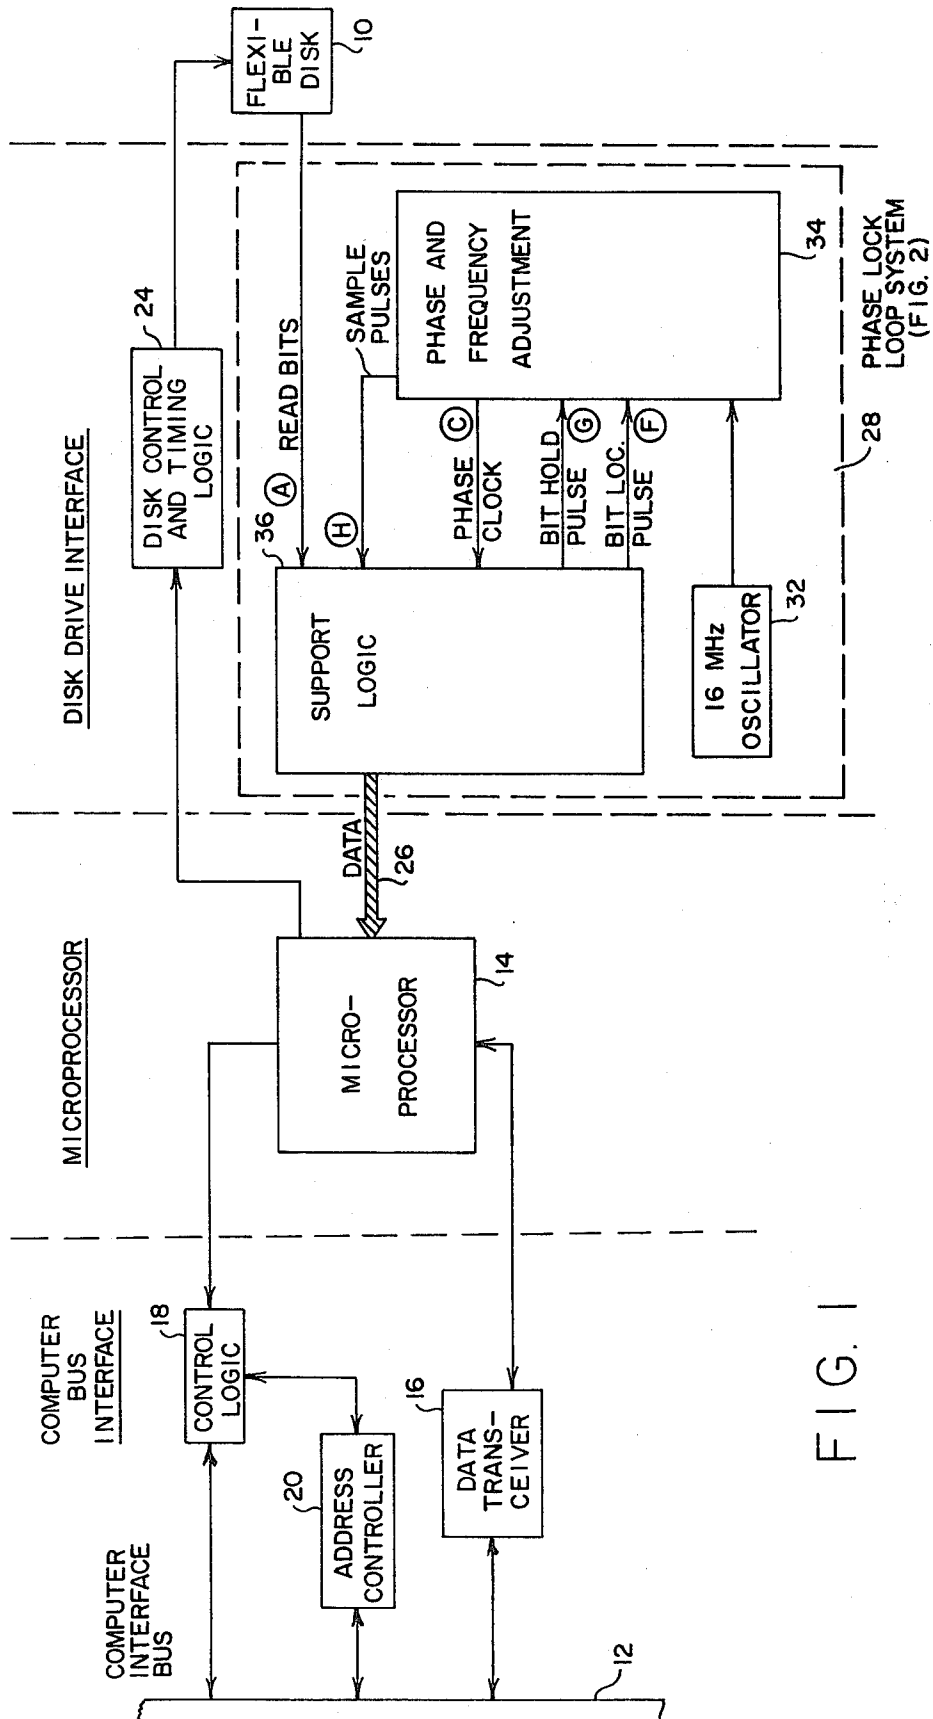 COMPUTER
INTERFACE
BUS
12
COMPUTER
BUS
INTERFACE
18
CONTROL
LOGIC
20
ADDRESS
CONTROLLER
16
DATA
TRANS-
CEIVER
MICROPROCESSOR
MICRO-
PROCESSOR
14
DATA
26
DISK DRIVE INTERFACE
DISK CONTROL
AND TIMING
LOGIC
24
36
SUPPORT
LOGIC
A
READ BITS
H
SAMPLE
PULSES
PHASE
CLOCK
C
BIT HOLD
PULSE
G
BIT LOC.
PULSE
F
PHASE AND
FREQUENCY
ADJUSTMENT
34
16 MHz
OSCILLATOR
32
28
PHASE LOCK
LOOP SYSTEM
(FIG. 2)
FLEXI-
BLE
DISK
10
FIG. 1